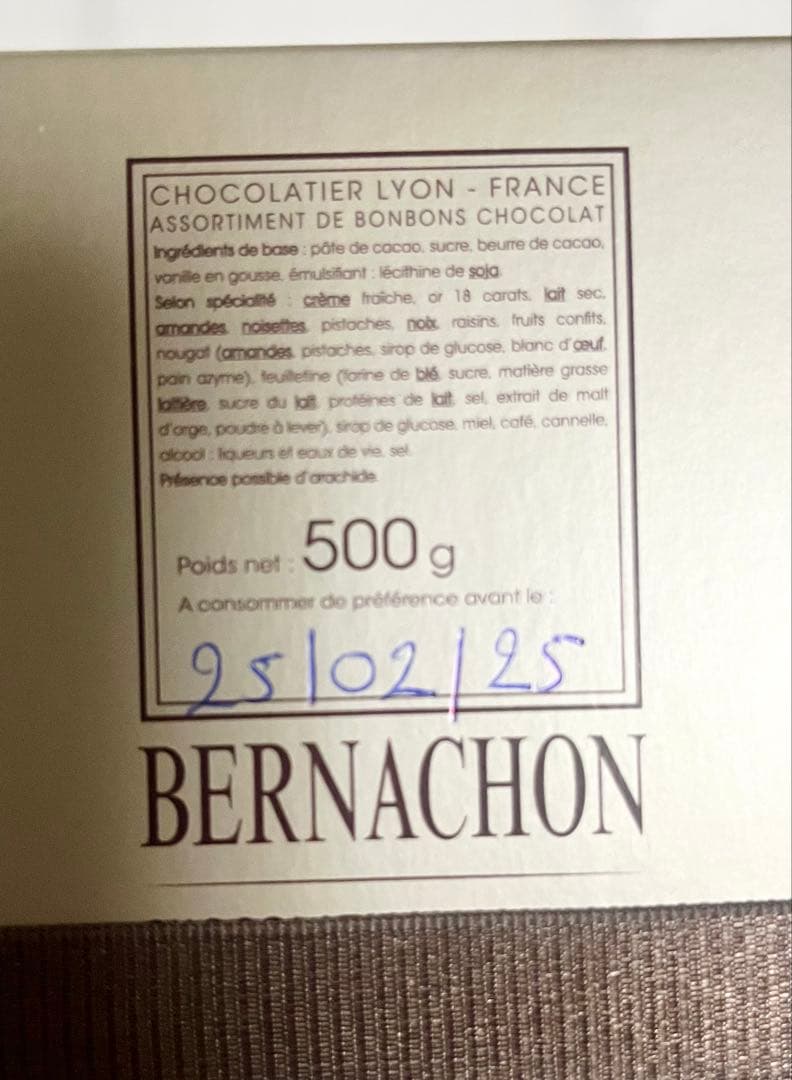 CHOCOLATIER LYON - FRANCE
ASSORTIMENT DE BONBONS CHOCOLAT
Ingrédients de base : pâte de cacao, sucre, beurre de cacao,
vanille en gousse, émulsifiant : lécithine de soja.
Selon spécialité : crème fraîche, or 18 carats, lait sec,
amandes, noisettes, pistaches, noix, raisins, fruits confits,
nougat (amandes, pistaches, sirop de glucose, blanc d'œuf,
pain azyme), feuilletine (farine de blé, sucre, matière grasse
laitière, sucre du lait, protéines de lait, sel, extrait de malt
d'orge, poudre à lever), sirop de glucose, miel, café, cannelle,
alcool : liqueurs et eaux de vie, sel.
Présence possible d'arachide.
Poids net : 500 g
A consommer de préférence avant le :
25/02/25
BERNACHON